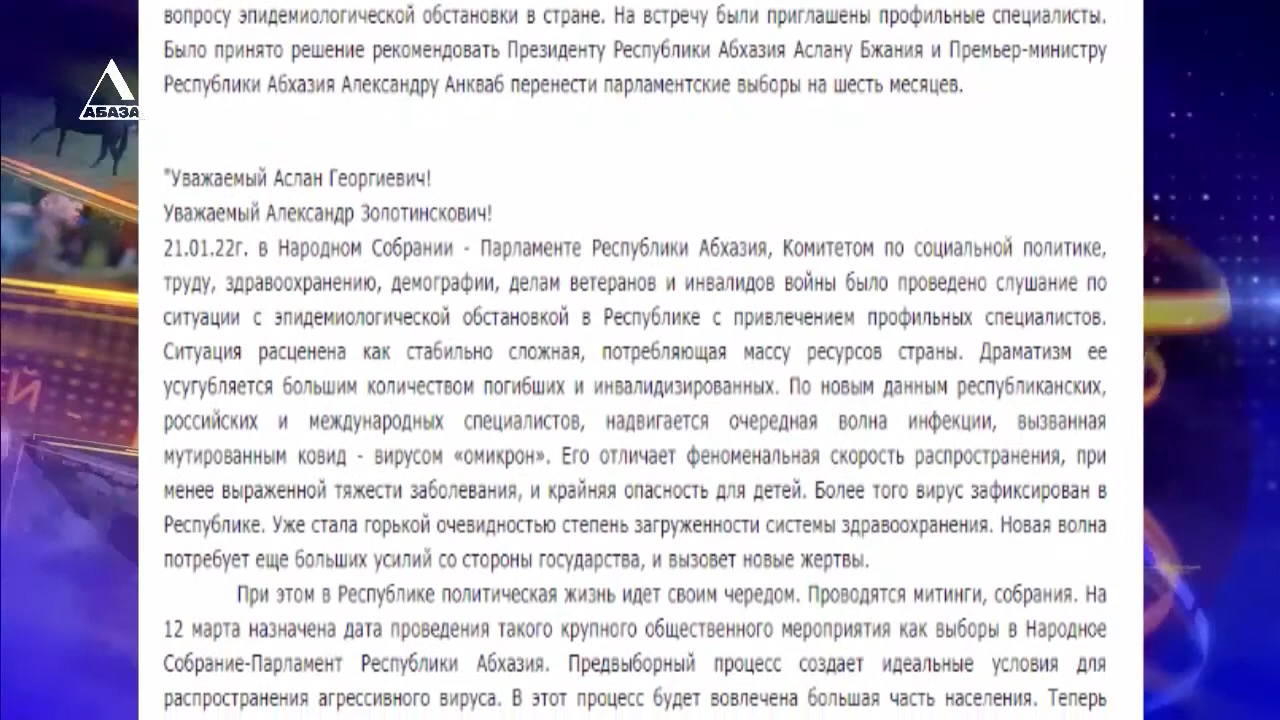 вопросу эпидемиологической обстановки в стране. На встречу были приглашены профильные специалисты.
Было принято решение рекомендовать Президенту Республики Абхазия Аслану Бжания и Премьер-министру
Республики Абхазия Александру Анкваб перенести парламентские выборы на шесть месяцев.
АБАЗА
"Уважаемый Аслан Георгиевич!
Уважаемый Александр Золотинскович!
21.01.22г. в Народном Собрании - Парламенте Республики Абхазия, Комитетом по социальной политике,
труду, здравоохранению, демографии, делам ветеранов и инвалидов войны было проведено слушание по
ситуации с эпидемиологической обстановкой в Республике с привлечением профильных специалистов.
Ситуация расценена как стабильно сложная, потребляющая массу ресурсов страны. Драматизм ее
усугубляется большим количеством погибших и инвалидизированных. По новым данным республиканских,
российских и международных специалистов, надвигается очередная волна инфекции, вызванная
мутированным ковид - вирусом «омикрон». Его отличает феноменальная скорость распространения, при
менее выраженной тяжести заболевания, и крайняя опасность для детей. Более того вирус зафиксирован в
Республике. Уже стала горькой очевидностью степень загруженности системы здравоохранения. Новая волна
потребует еще больших усилий со стороны государства, и вызовет новые жертвы.
При этом в Республике политическая жизнь идет своим чередом. Проводятся митинги, собрания. На
12 марта назначена дата проведения такого крупного общественного мероприятия как выборы в Народное
Собрание-Парламент Республики Абхазия. Предвыборный процесс создает идеальные условия для
распространения агрессивного вируса. В этот процесс будет вовлечена большая часть населения. Теперь